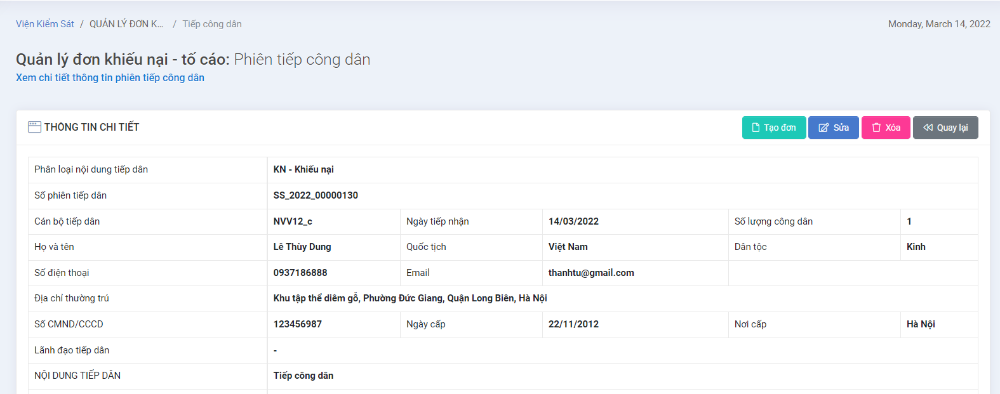 Viện Kiểm Sát / QUẢN LÝ ĐƠN K... / Tiếp công dân
Monday, March 14, 2022
Quản lý đơn khiếu nại - tố cáo: Phiên tiếp công dân
Xem chi tiết thông tin phiên tiếp công dân
THÔNG TIN CHI TIẾT
Tạo đơn Sửa Xóa Quay lại
Phân loại nội dung tiếp dân KN - Khiếu nại
Số phiên tiếp dân SS_2022_00000130
Cán bộ tiếp dân NVV12_c Ngày tiếp nhận 14/03/2022 Số lượng công dân 1
Họ và tên Lê Thùy Dung Quốc tịch Việt Nam Dân tộc Kinh
Số điện thoại 0937186888 Email thanhtu@gmail.com
Địa chỉ thường trú Khu tập thể diêm gỗ, Phường Đức Giang, Quận Long Biên, Hà Nội
Số CMND/CCCD 123456987 Ngày cấp 22/11/2012 Nơi cấp Hà Nội
Lãnh đạo tiếp dân -
NỘI DUNG TIẾP DÂN Tiếp công dân